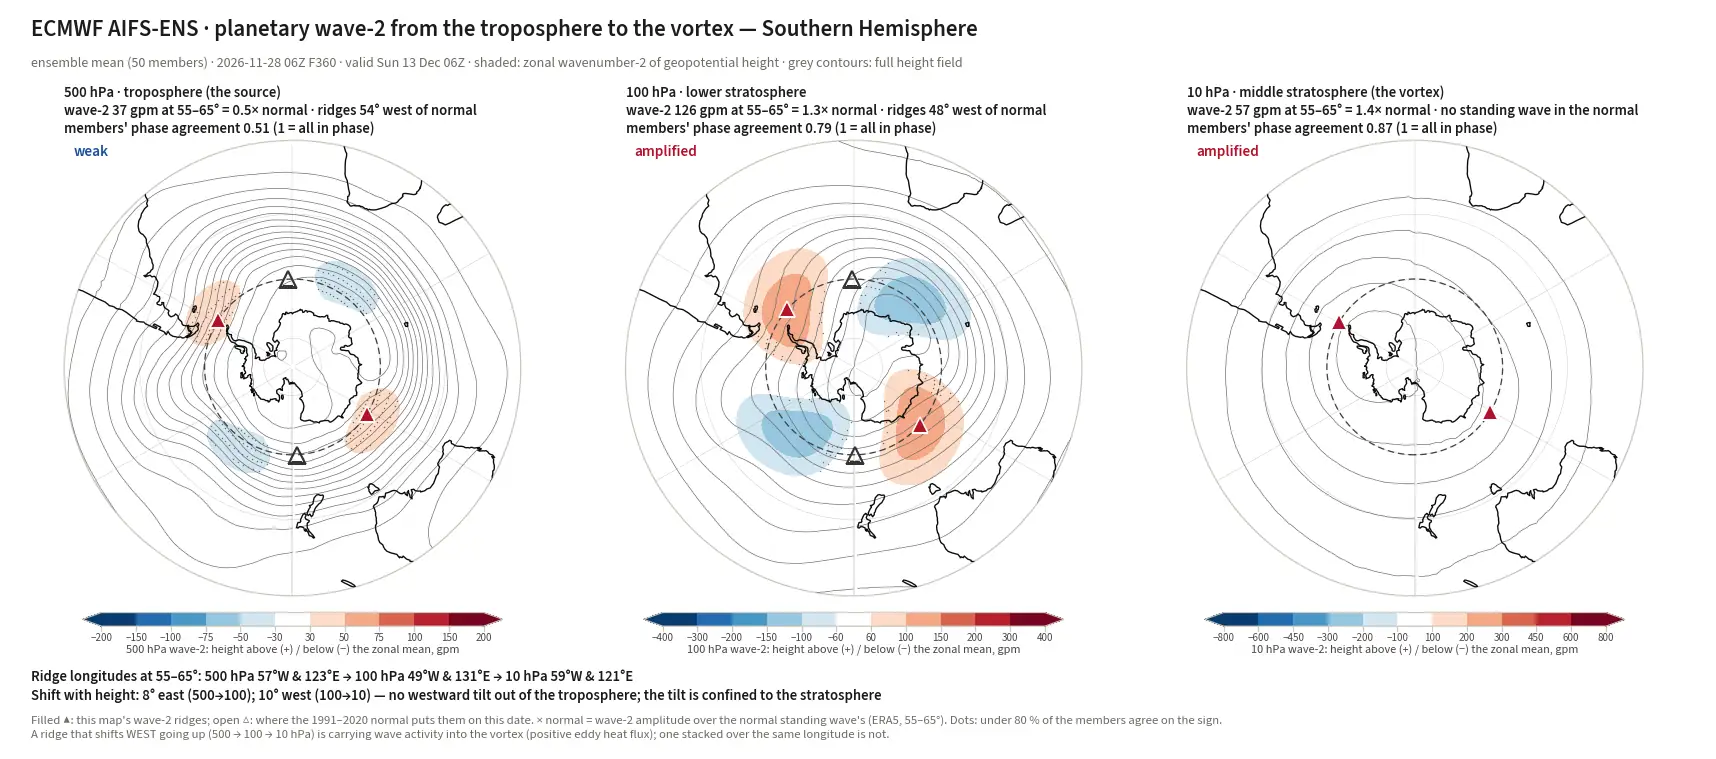 ECMWF AIFS-ENS · planetary wave-2 from the troposphere to the vortex — Southern Hemisphere
ensemble mean (50 members) · 2026-11-28 06Z F360 · valid Sun 13 Dec 06Z · shaded: zonal wavenumber-2 of geopotential height · grey contours: full height field
500 hPa · troposphere (the source)
wave-2 37 gpm at 55–65° = 0.5× normal · ridges 54° west of normal
members' phase agreement 0.51 (1 = all in phase)
weak
100 hPa · lower stratosphere
wave-2 126 gpm at 55–65° = 1.3× normal · ridges 48° west of normal
members' phase agreement 0.79 (1 = all in phase)
amplified
10 hPa · middle stratosphere (the vortex)
wave-2 57 gpm at 55–65° = 1.4× normal · no standing wave in the normal
members' phase agreement 0.87 (1 = all in phase)
amplified
−200 −150 −100 −75 −50 −30 30 50 75 100 150 200
500 hPa wave-2: height above (+) / below (−) the zonal mean, gpm
−400 −300 −200 −150 −100 −60 60 100 150 200 300 400
100 hPa wave-2: height above (+) / below (−) the zonal mean, gpm
−800 −600 −450 −300 −200 −100 100 200 300 450 600 800
10 hPa wave-2: height above (+) / below (−) the zonal mean, gpm
Ridge longitudes at 55–65°: 500 hPa 57°W & 123°E → 100 hPa 49°W & 131°E → 10 hPa 59°W & 121°E
Shift with height: 8° east (500→100); 10° west (100→10) — no westward tilt out of the troposphere; the tilt is confined to the stratosphere
Filled ▲: this map's wave-2 ridges; open △: where the 1991–2020 normal puts them on this date. × normal = wave-2 amplitude over the normal standing wave's (ERA5, 55–65°). Dots: under 80 % of the members agree on the sign.
A ridge that shifts WEST going up (500 → 100 → 10 hPa) is carrying wave activity into the vortex (positive eddy heat flux); one stacked over the same longitude is not.